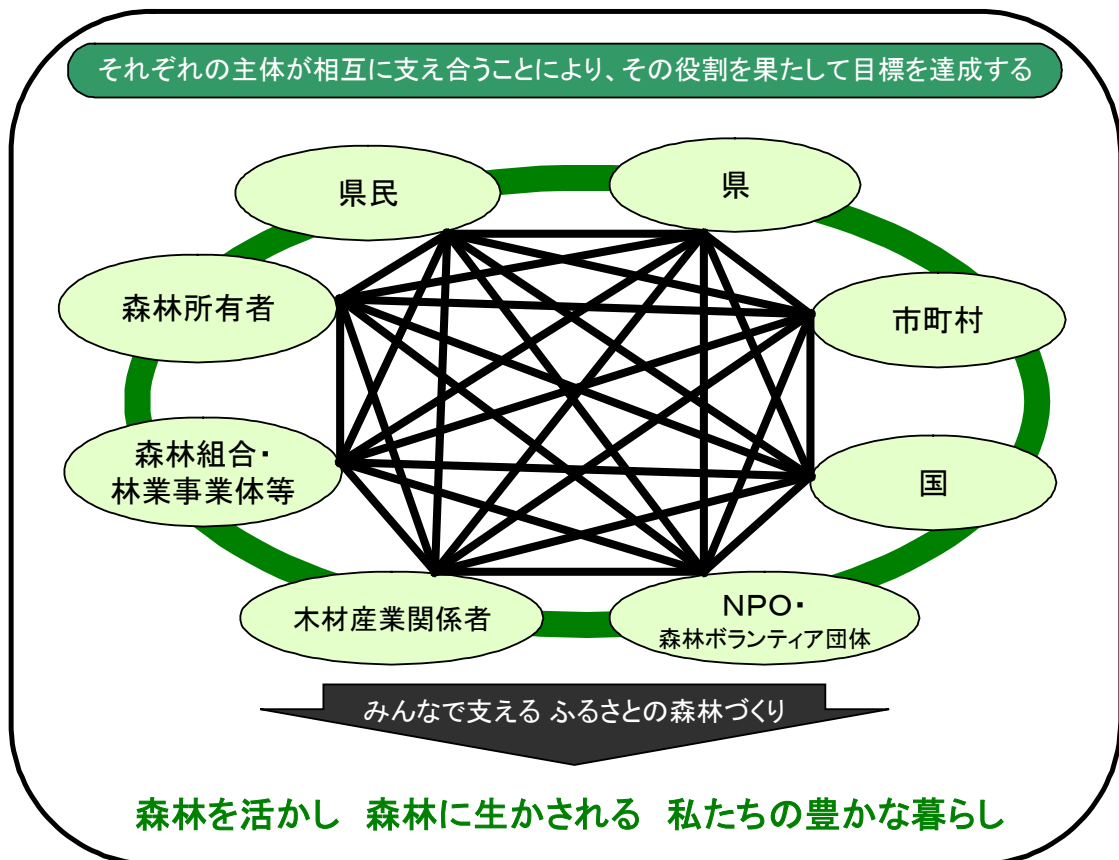 それぞれの主体が相互に支え合うことにより、その役割を果たして目標を達成する
県民
県
森林所有者
市町村
森林組合・
林業事業体等
国
木材産業関係者
NPO・
森林ボランティア団体
みんなで支える ふるさとの森林づくり
森林を活かし 森林に生かされる 私たちの豊かな暮らし